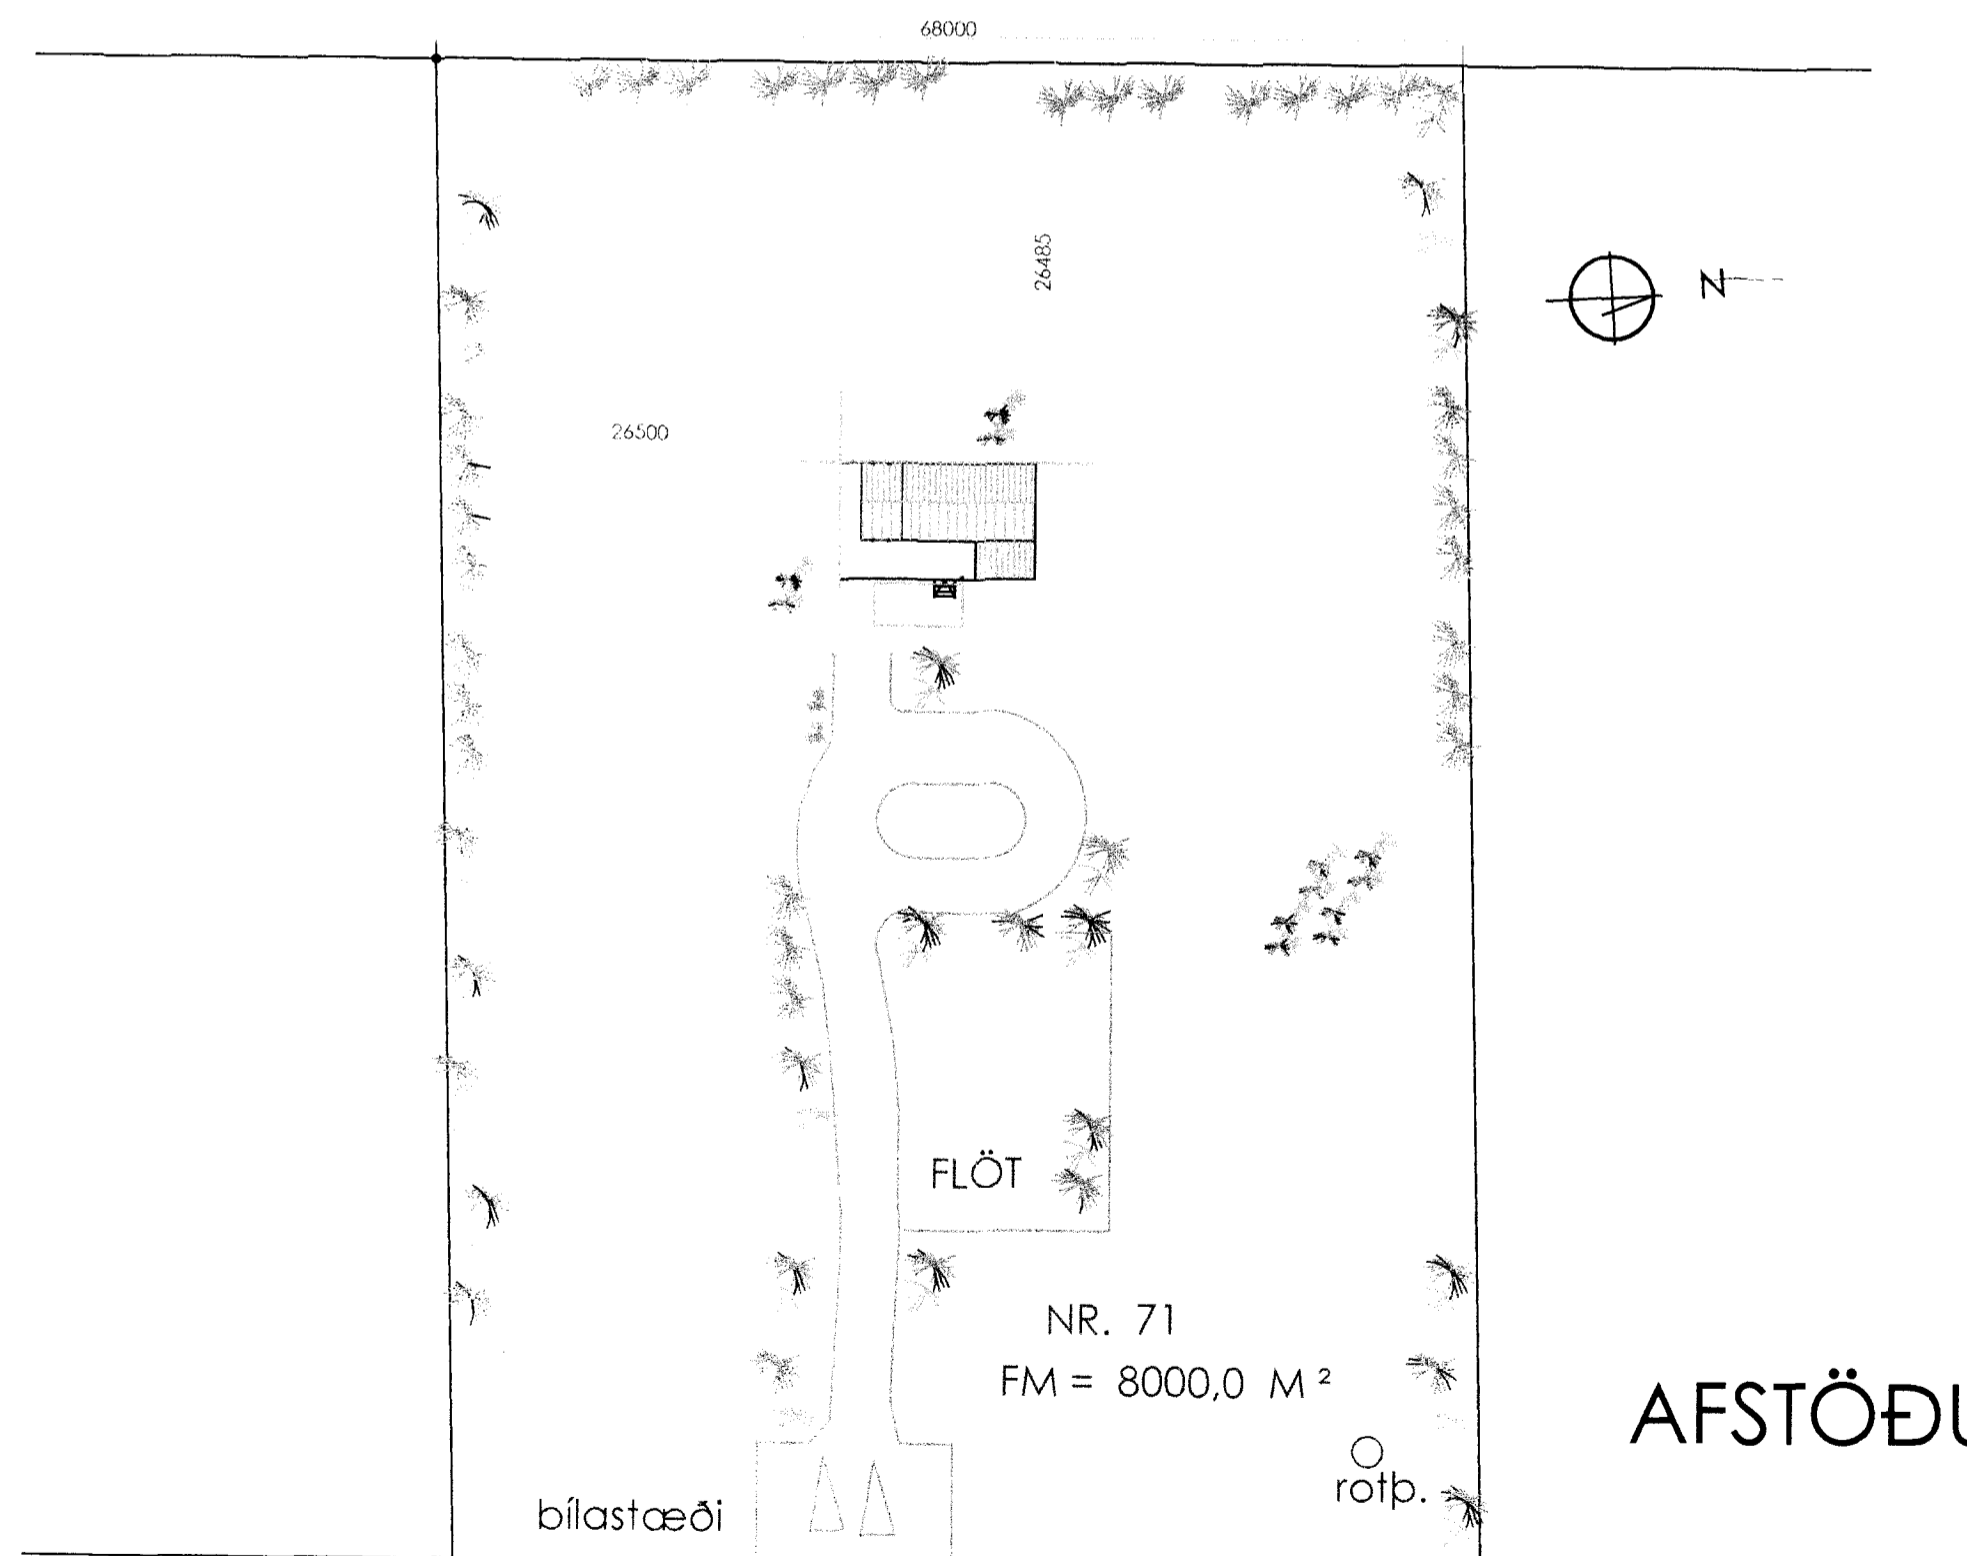 68000
26485
N
26500
FLÖT
NR. 71
FM = 8000,0 M²
AFSTÖÐU
rotþ.
bílastæði